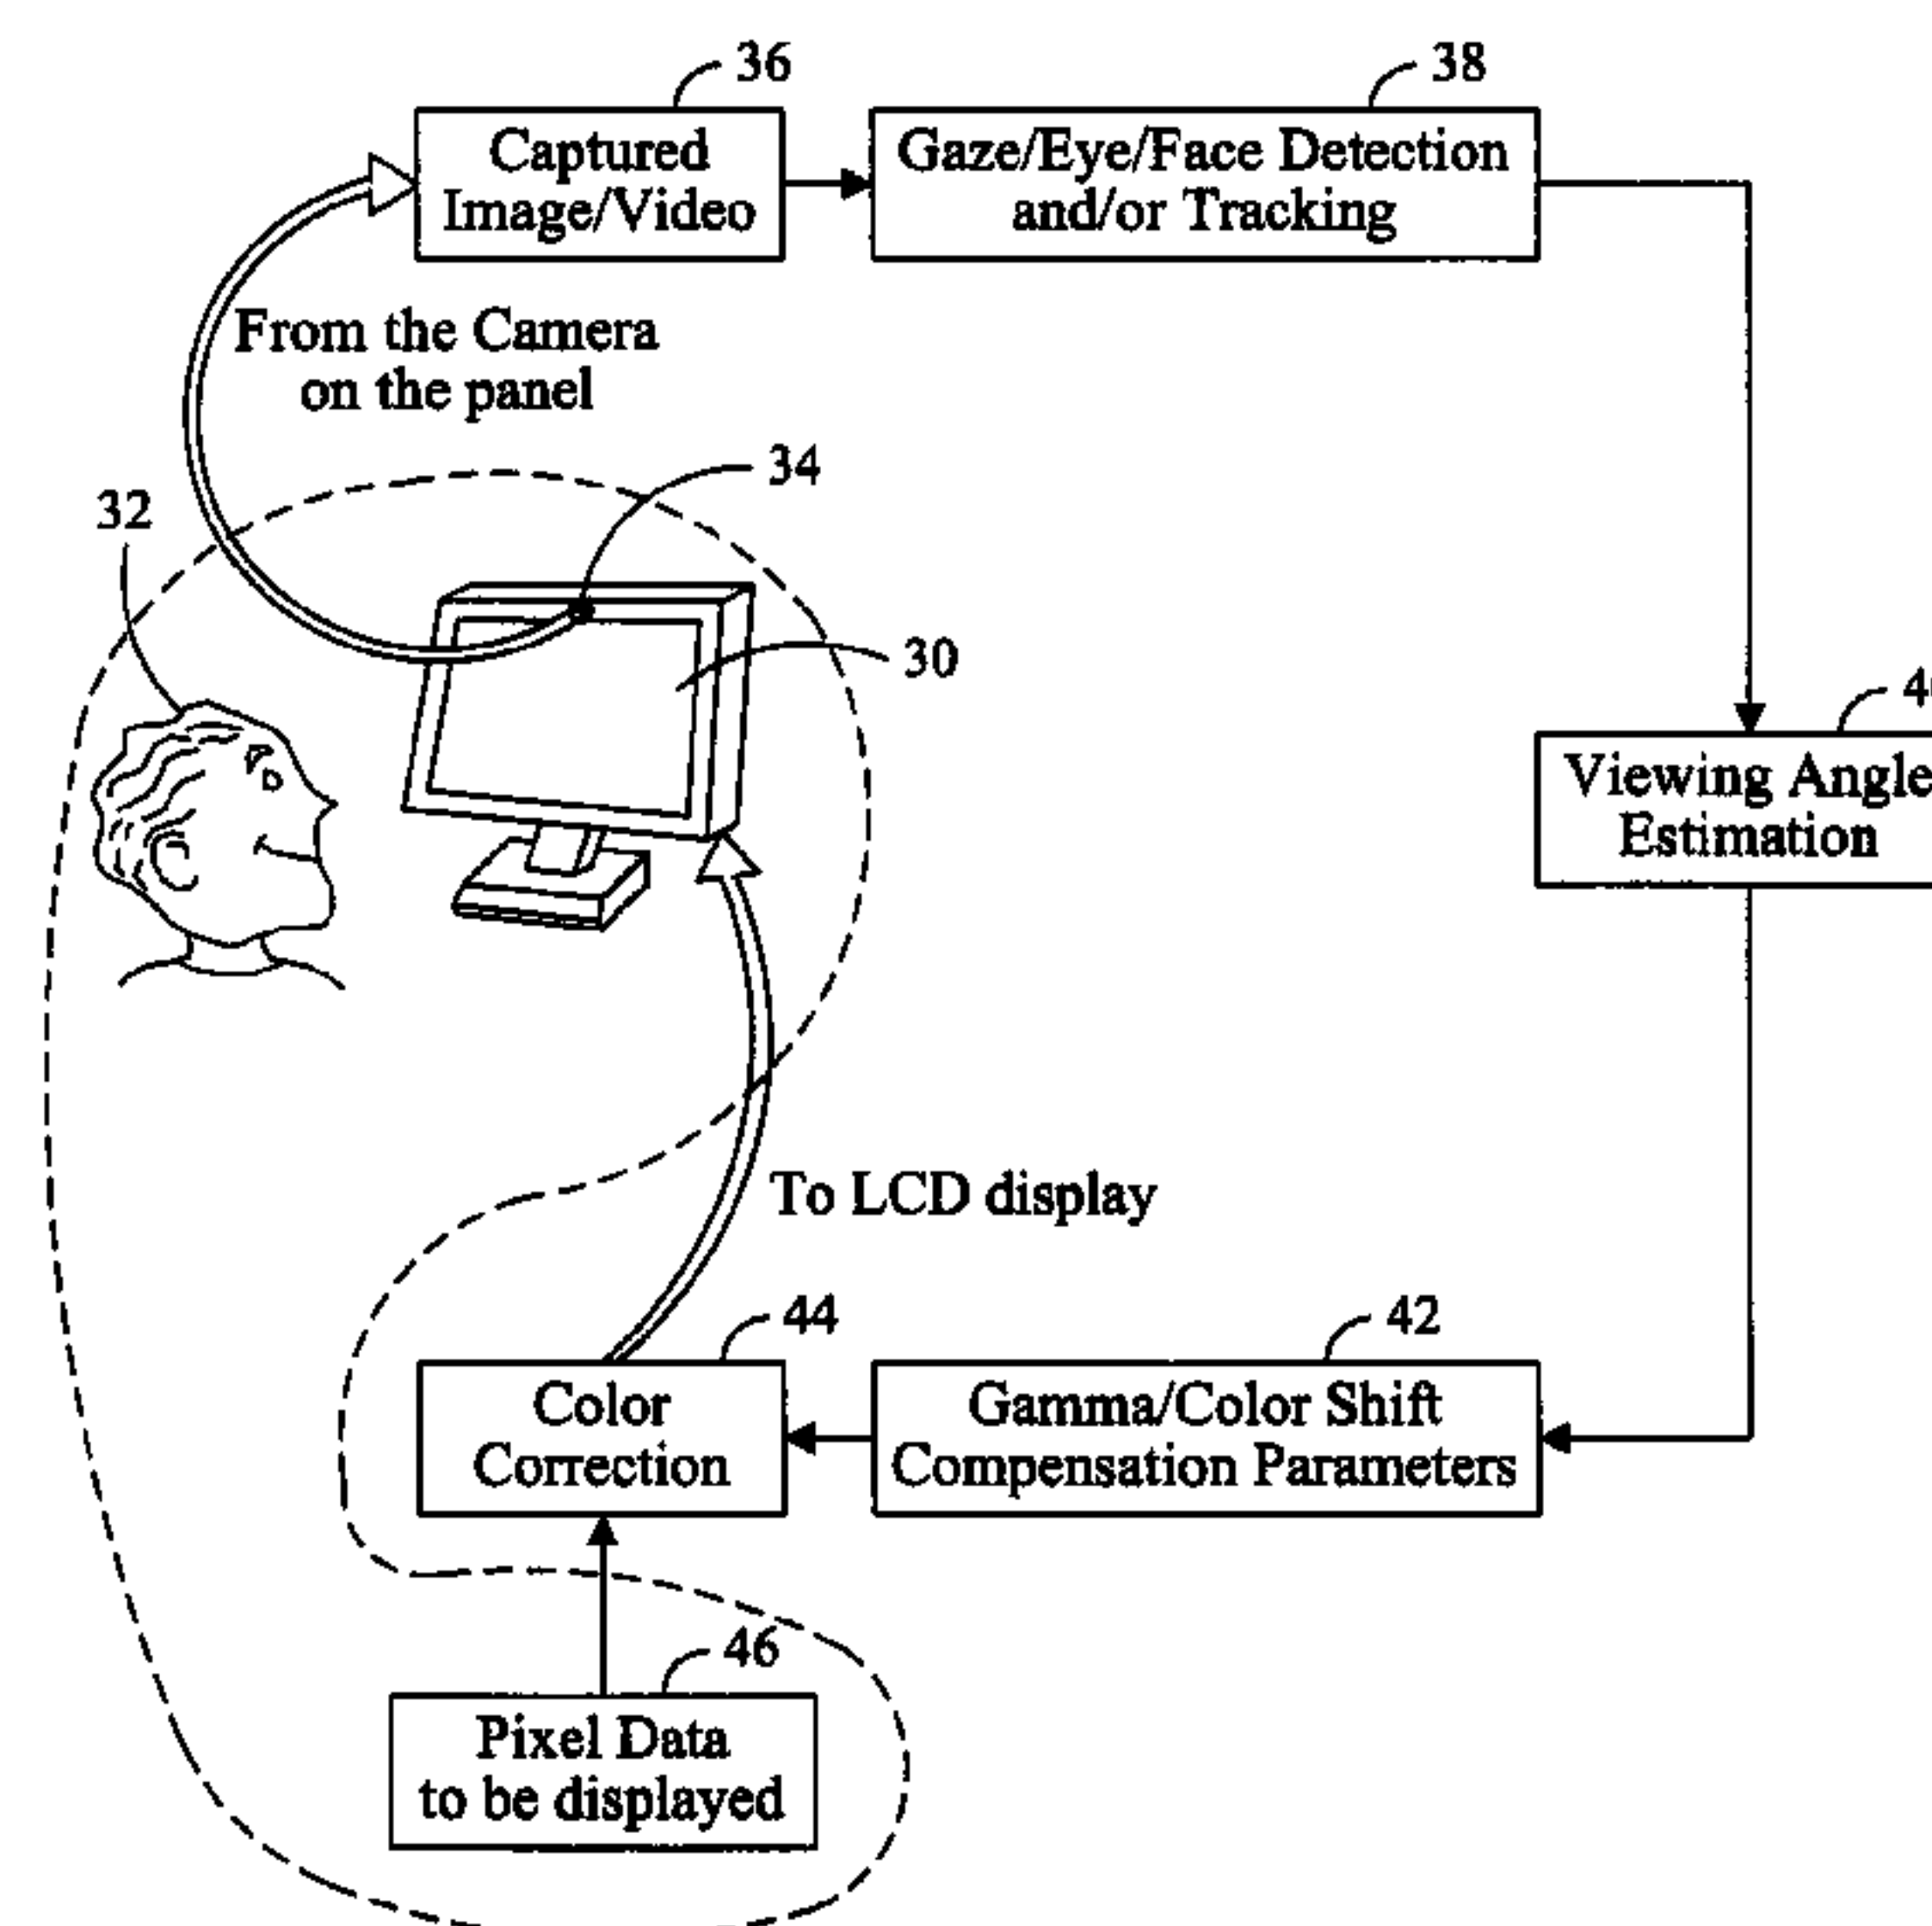 36
38
Captured
Image/Video
Gaze/Eye/Face Detection
and/or Tracking
From the Camera
on the panel
34
32
30
Viewing Angle
Estimation
To LCD display
44
42
Color
Correction
Gamma/Color Shift
Compensation Parameters
46
Pixel Data
to be displayed